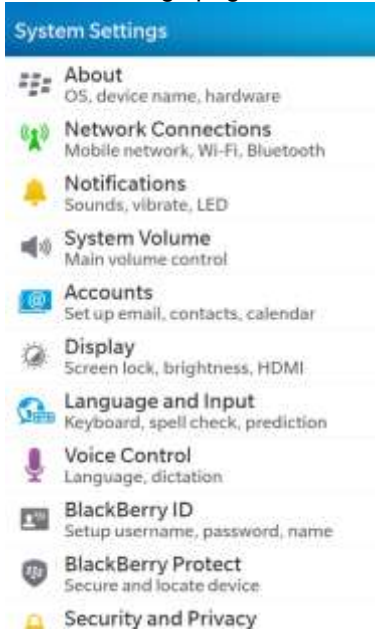 System Settings
About
OS, device name, hardware
Network Connections
Mobile network, Wi-Fi, Bluetooth
Notifications
Sounds, vibrate, LED
System Volume
Main volume control
Accounts
Set up email, contacts, calendar
Display
Screen lock, brightness, HDMI
Language and Input
Keyboard, spell check, prediction
Voice Control
Language, dictation
BlackBerry ID
Setup username, password, name
BlackBerry Protect
Secure and locate device
Security and Privacy